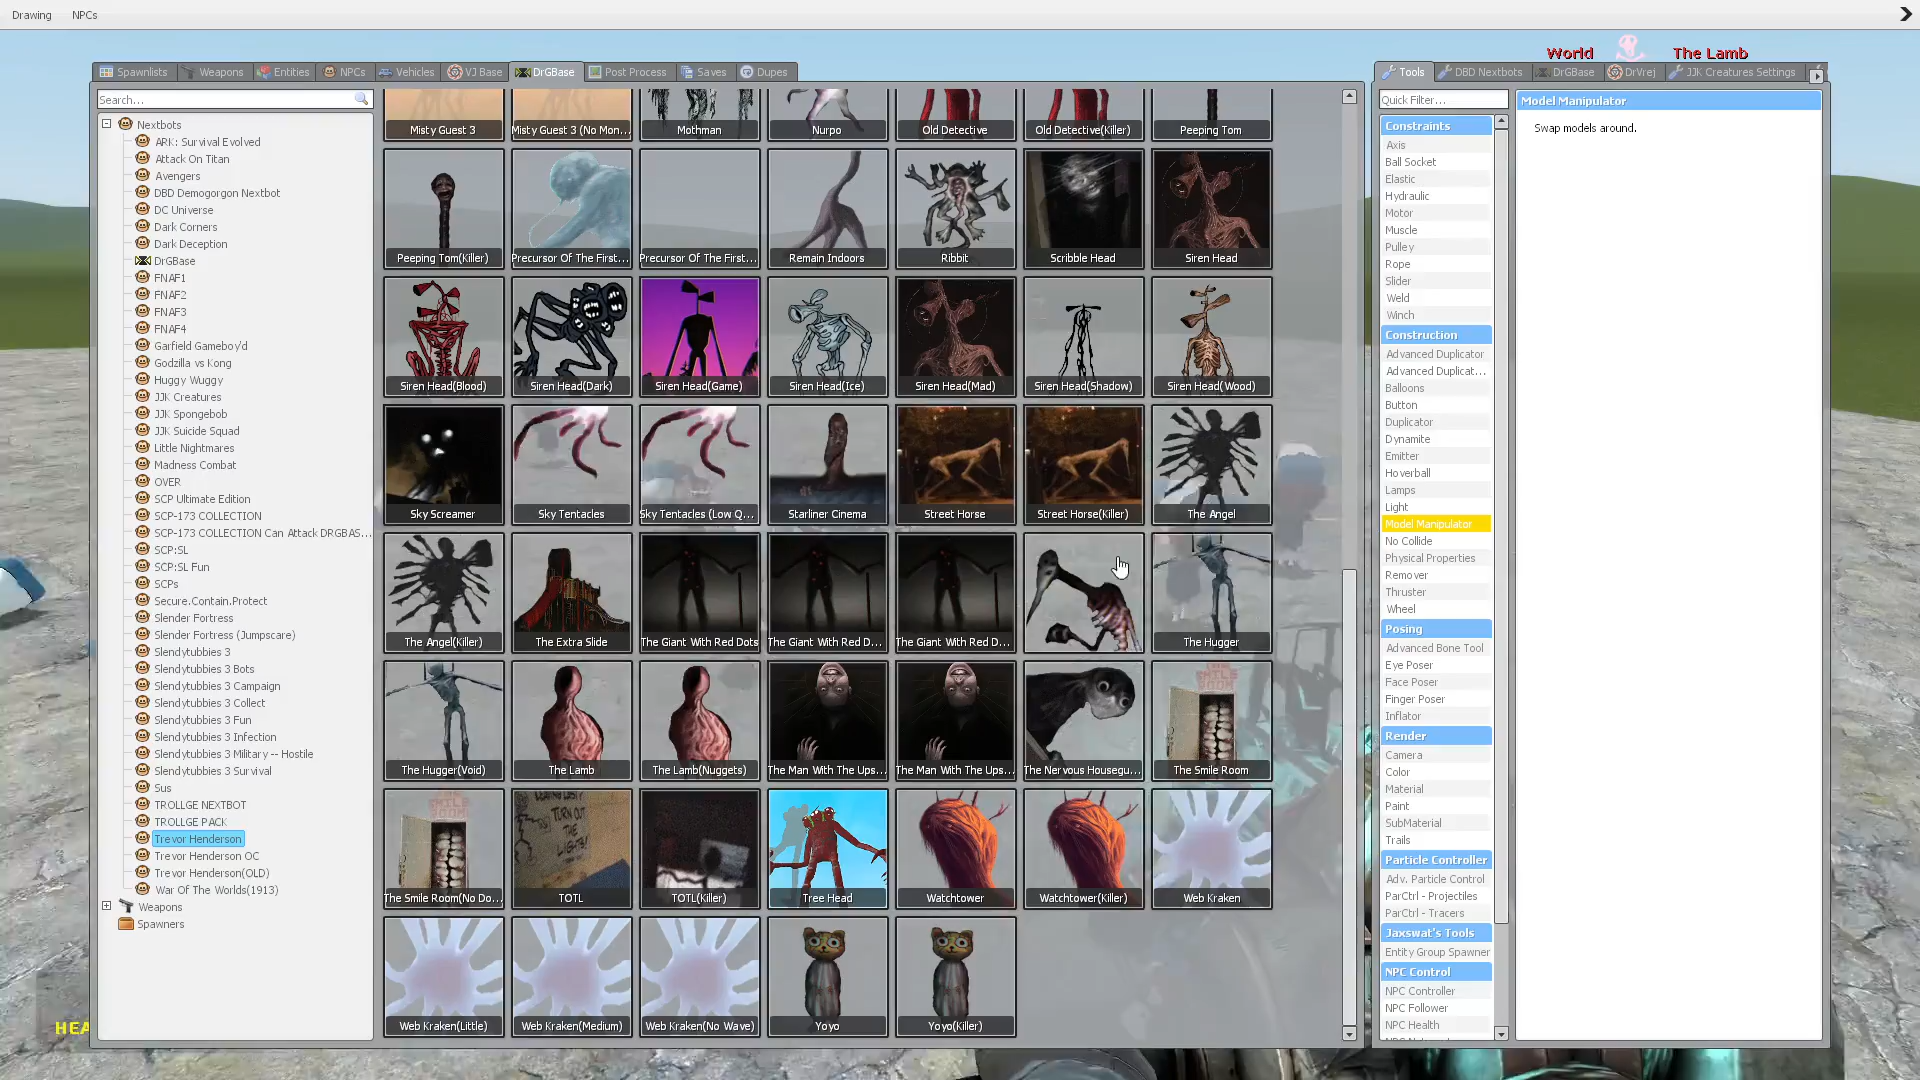 Drawing NPCs
World The Lamb
Spawnlists Weapons Entities NPCs Vehicles VJ Base DrGBase Post Process Saves Dupes
Tools DBD Nextbots DrGBase DrVrej JJK Creatures Settings
Search...
Nextbots
ARK: Survival Evolved
Attack On Titan
Avengers
DBD Demogorgon Nextbot
DC Universe
Dark Corners
Dark Deception
DrGBase
FNAF1
FNAF2
FNAF3
FNAF4
Garfield Gameboy'd
Godzilla vs Kong
Huggy Wuggy
JJK Creatures
JJK Spongebob
JJK Suicide Squad
Little Nightmares
Madness Combat
OVER
SCP Ultimate Edition
SCP-173 COLLECTION
SCP-173 COLLECTION Can Attack DRGBAS...
SCP:SL
SCP:SL Fun
SCPs
Secure.Contain.Protect
Slender Fortress
Slender Fortress (Jumpscare)
Slendytubbies 3
Slendytubbies 3 Bots
Slendytubbies 3 Campaign
Slendytubbies 3 Collect
Slendytubbies 3 Fun
Slendytubbies 3 Infection
Slendytubbies 3 Military -- Hostile
Slendytubbies 3 Survival
Sus
TROLLGE NEXTBOT
TROLLGE PACK
Trevor Henderson
Trevor Henderson OC
Trevor Henderson(OLD)
War Of The Worlds(1913)
Weapons
Spawners
HEA
Misty Guest 3 Misty Guest 3 (No Mon... Mothman Nurpo Old Detective Old Detective(Killer) Peeping Tom
Peeping Tom(Killer) Precursor Of The First... Precursor Of The First... Remain Indoors Ribbit Scribble Head Siren Head
Siren Head(Blood) Siren Head(Dark) Siren Head(Game) Siren Head(Ice) Siren Head(Mad) Siren Head(Shadow) Siren Head(Wood)
Sky Screamer Sky Tentacles Sky Tentacles (Low Q... Starliner Cinema Street Horse Street Horse(Killer) The Angel
The Angel(Killer) The Extra Slide The Giant With Red Dots The Giant With Red D... The Giant With Red D... The Hugger
The Hugger(Void) The Lamb The Lamb(Nuggets) The Man With The Ups... The Man With The Ups... The Nervous Housegu... The Smile Room
The Smile Room(No Do... TOTL TOTL(Killer) Tree Head Watchtower Watchtower(Killer) Web Kraken
Web Kraken(Little) Web Kraken(Medium) Web Kraken(No Wave) Yoyo Yoyo(Killer)
TURN OUT
THE
LIGHTS!
Quick Filter...
Constraints
Axis
Ball Socket
Elastic
Hydraulic
Motor
Muscle
Pulley
Rope
Slider
Weld
Winch
Construction
Advanced Duplicator
Advanced Duplicat...
Balloons
Button
Duplicator
Dynamite
Emitter
Hoverball
Lamps
Light
Model Manipulator
No Collide
Physical Properties
Remover
Thruster
Wheel
Posing
Advanced Bone Tool
Eye Poser
Face Poser
Finger Poser
Inflator
Render
Camera
Color
Material
Paint
SubMaterial
Trails
Particle Controller
Adv. Particle Control
ParCtrl - Projectiles
ParCtrl - Tracers
Jaxswat's Tools
Entity Group Spawner
NPC Control
NPC Controller
NPC Follower
NPC Health
Model Manipulator
Swap models around.